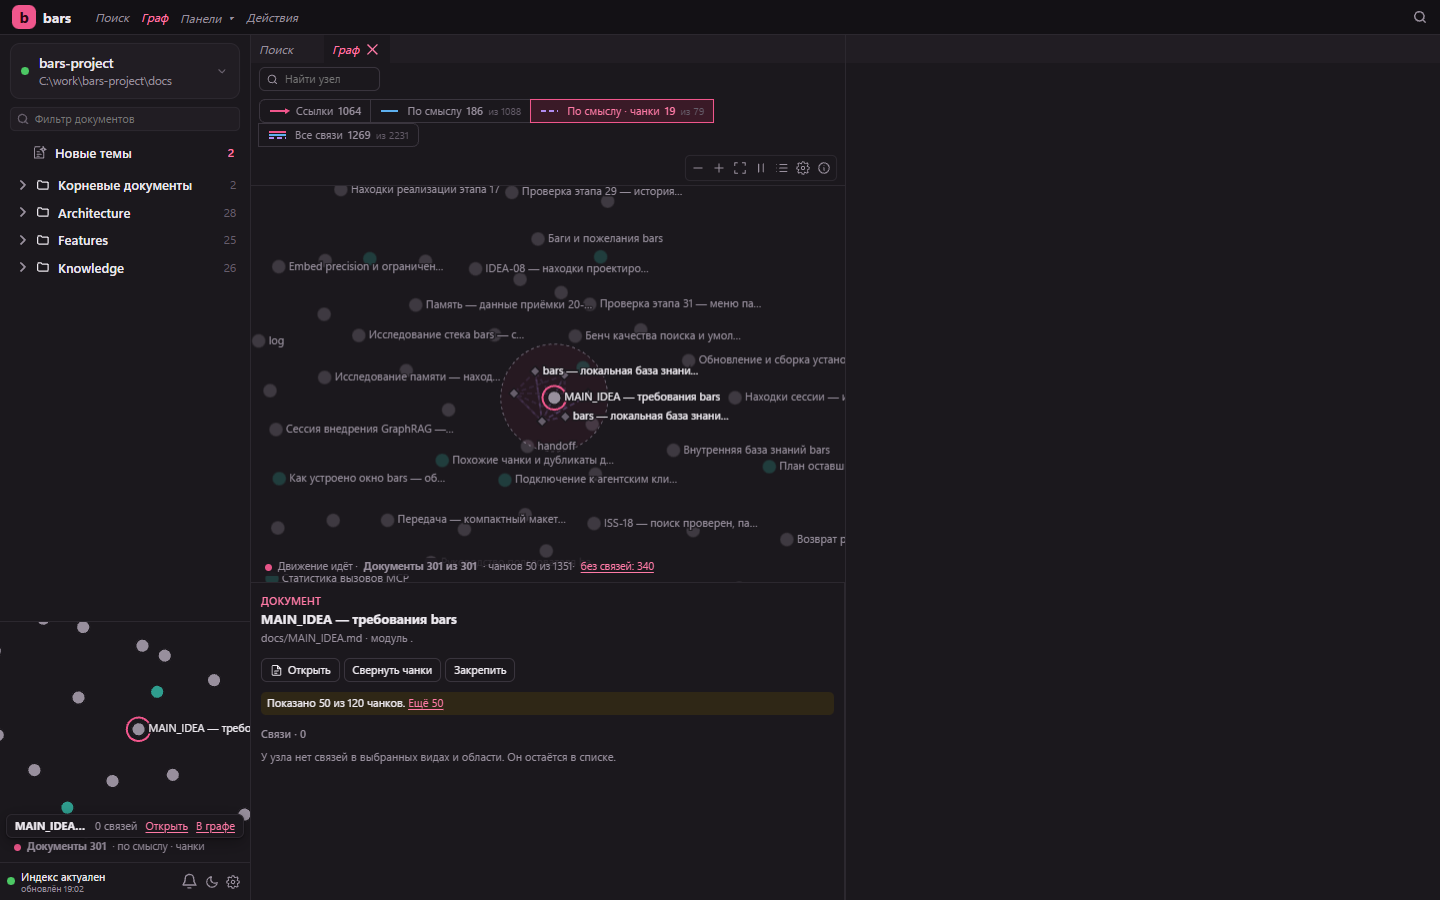 b bars Поиск Граф Панели Действия
bars-project
C:\work\bars-project\docs
Фильтр документов
Новые темы 2
Корневые документы 2
Architecture 28
Features 25
Knowledge 26
MAIN_IDEA — требо
MAIN_IDEA... 0 связей Открыть В графе
Документы 301 · по смыслу · чанки
Индекс актуален
обновлён 19:02
Поиск Граф
Найти узел
Ссылки 1064 По смыслу 186 из 1088 По смыслу · чанки 19 из 79
Все связи 1269 из 2231
Находки реализации этапа 17 Проверка этапа 29 — история...
Баги и пожелания bars
Embed precision и ограничен... IDEA-08 — находки проектиро...
Память — данные приёмки 20-... Проверка этапа 31 — меню па...
log Исследование стека bars — с... Бенч качества поиска и умол...
Обновление и сборка устано
Исследование памяти — наход... bars — локальная база знани...
MAIN_IDEA — требования bars Находки сессии — и
bars — локальная база знани...
Сессия внедрения GraphRAG —...
handoff Внутренняя база знаний bars
Похожие чанки и дубликаты д... План оставш
Как устроено окно bars — об... Подключение к агентским кли...
Передача — компактный макет... ISS-18 — поиск проверен, па...
Возврат р
Движение идёт · Документы 301 из 301 · чанков 50 из 1351· без связей: 340
Статистика вызовов MCP
ДОКУМЕНТ
MAIN_IDEA — требования bars
docs/MAIN_IDEA.md · модуль .
Открыть Свернуть чанки Закрепить
Показано 50 из 120 чанков. Ещё 50
Связи · 0
У узла нет связей в выбранных видах и области. Он остаётся в списке.